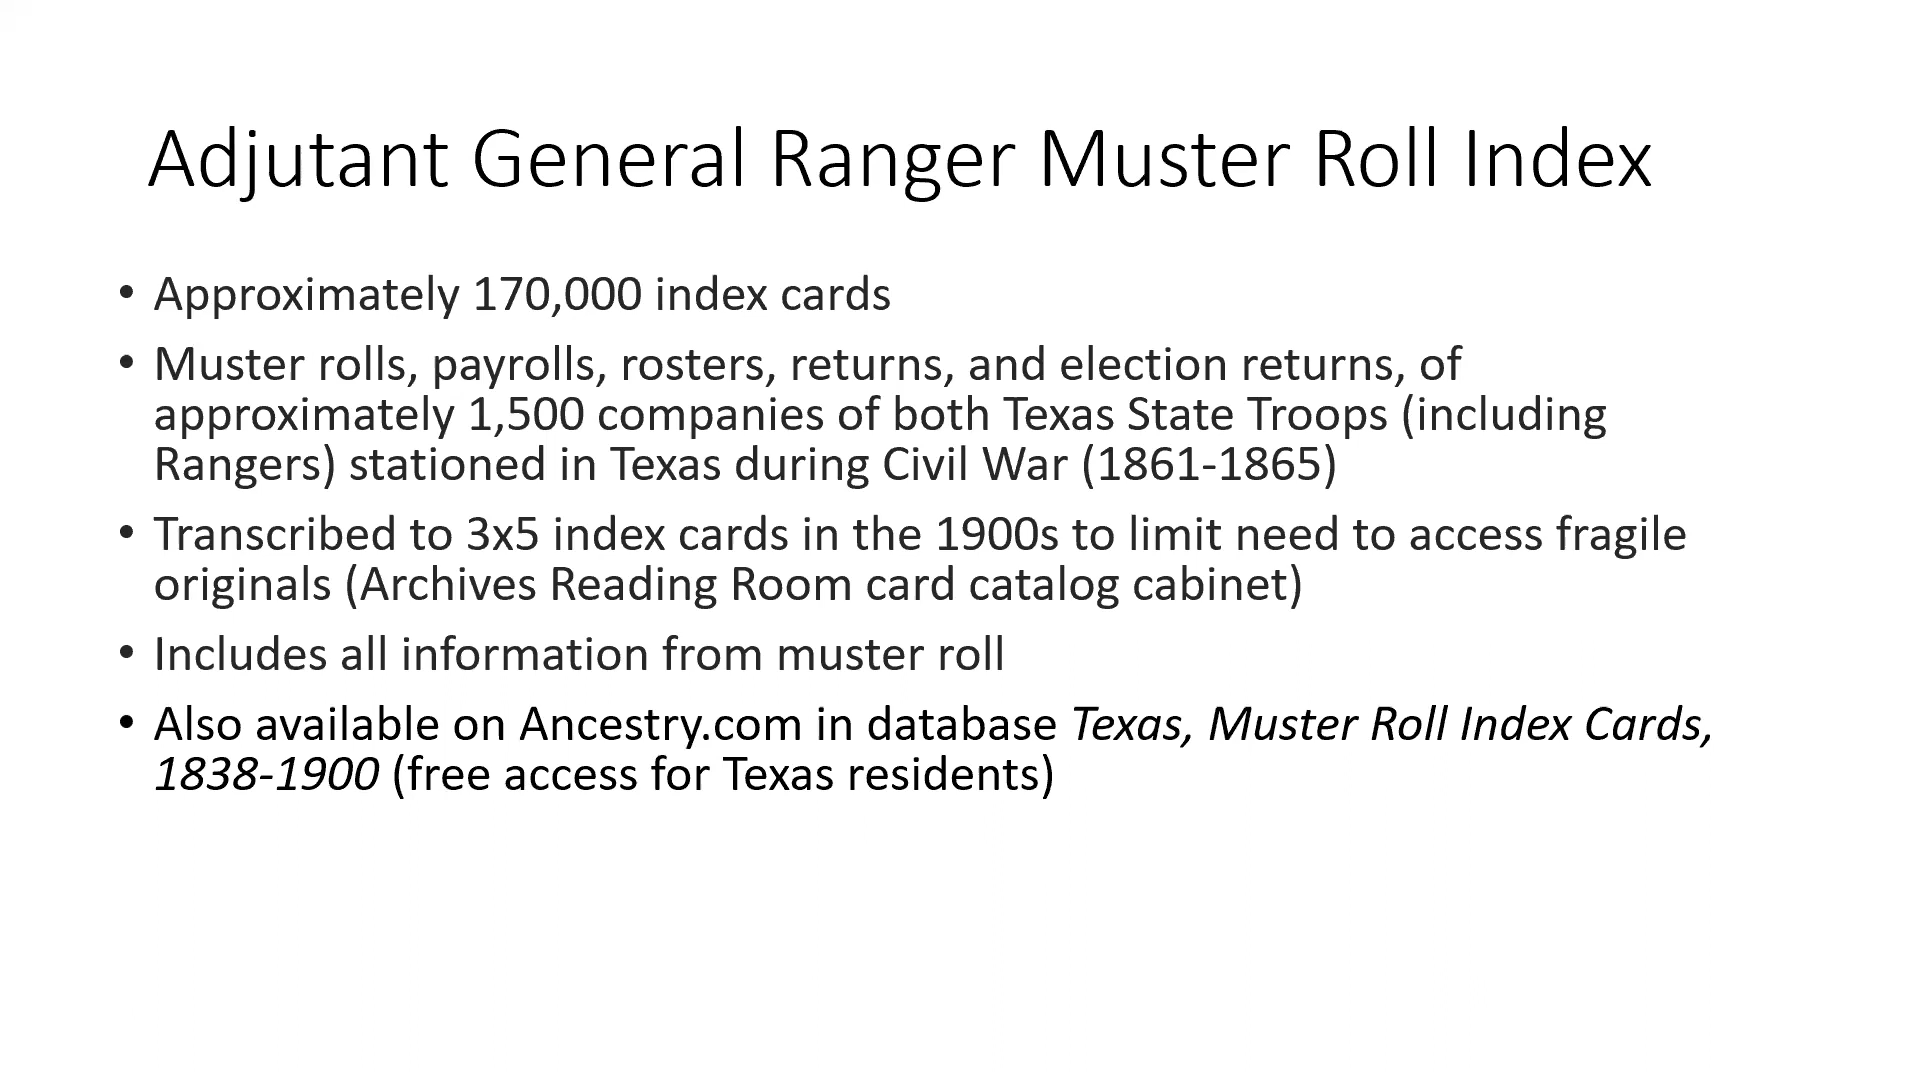 Adjutant General Ranger Muster Roll Index
• Approximately 170,000 index cards
• Muster rolls, payrolls, rosters, returns, and election returns, of
approximately 1,500 companies of both Texas State Troops (including
Rangers) stationed in Texas during Civil War (1861-1865)
• Transcribed to 3x5 index cards in the 1900s to limit need to access fragile
originals (Archives Reading Room card catalog cabinet)
• Includes all information from muster roll
• Also available on Ancestry.com in database Texas, Muster Roll Index Cards,
1838-1900 (free access for Texas residents)